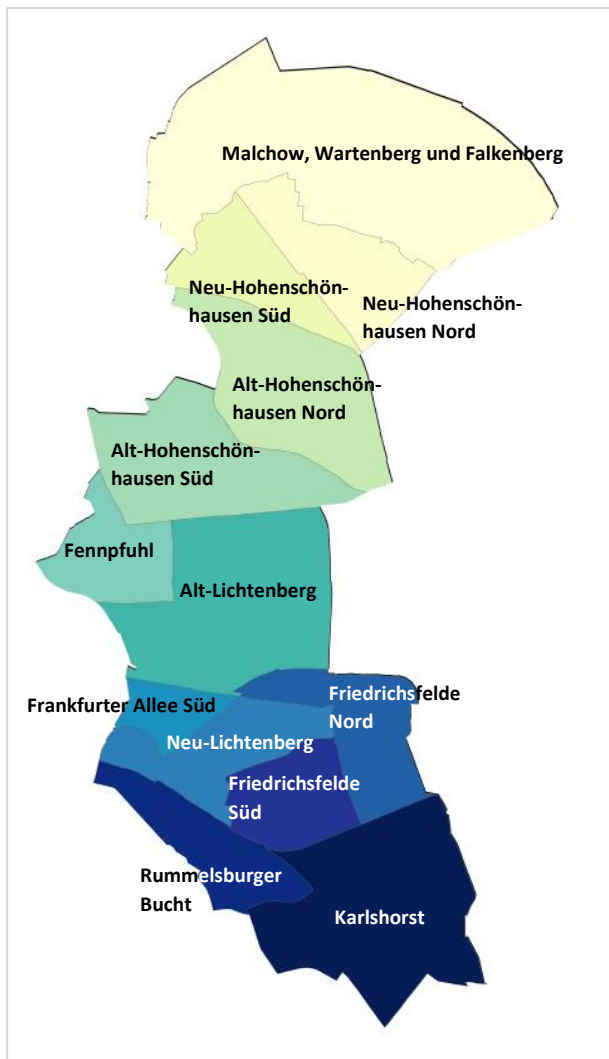 Malchow, Wartenberg und Falkenberg
Neu-Hohenschön-
hausen Süd
Neu-Hohenschön-
hausen Nord
Alt-Hohenschön-
hausen Nord
Alt-Hohenschön-
hausen Süd
Fennpfuhl
Alt-Lichtenberg
Frankfurter Allee Süd
Friedrichsfelde
Nord
Neu-Lichtenberg
Friedrichsfelde
Süd
Rummelsburger
Bucht
Karlshorst